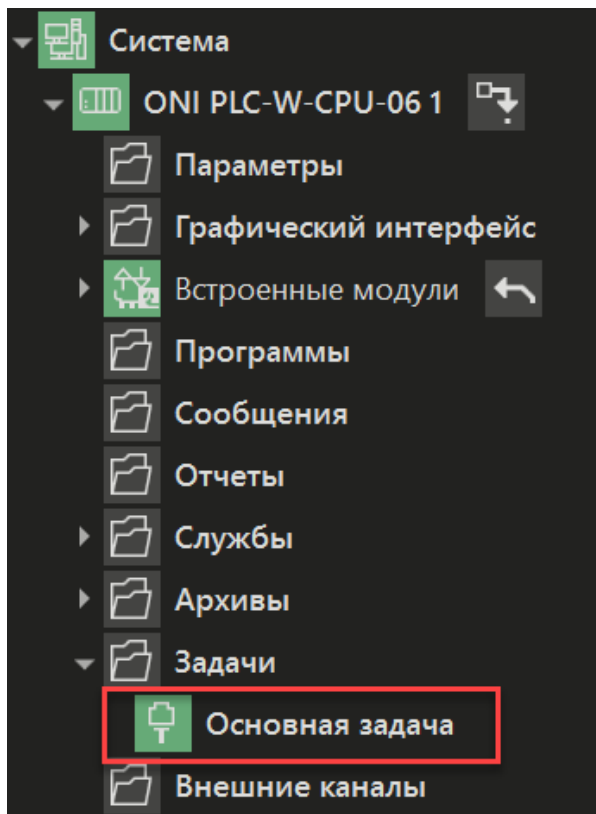 Система
ONI PLC-W-CPU-06 1
Параметры
Графический интерфейс
Встроенные модули
Программы
Сообщения
Отчеты
Службы
Архивы
Задачи
Основная задача
Внешние каналы